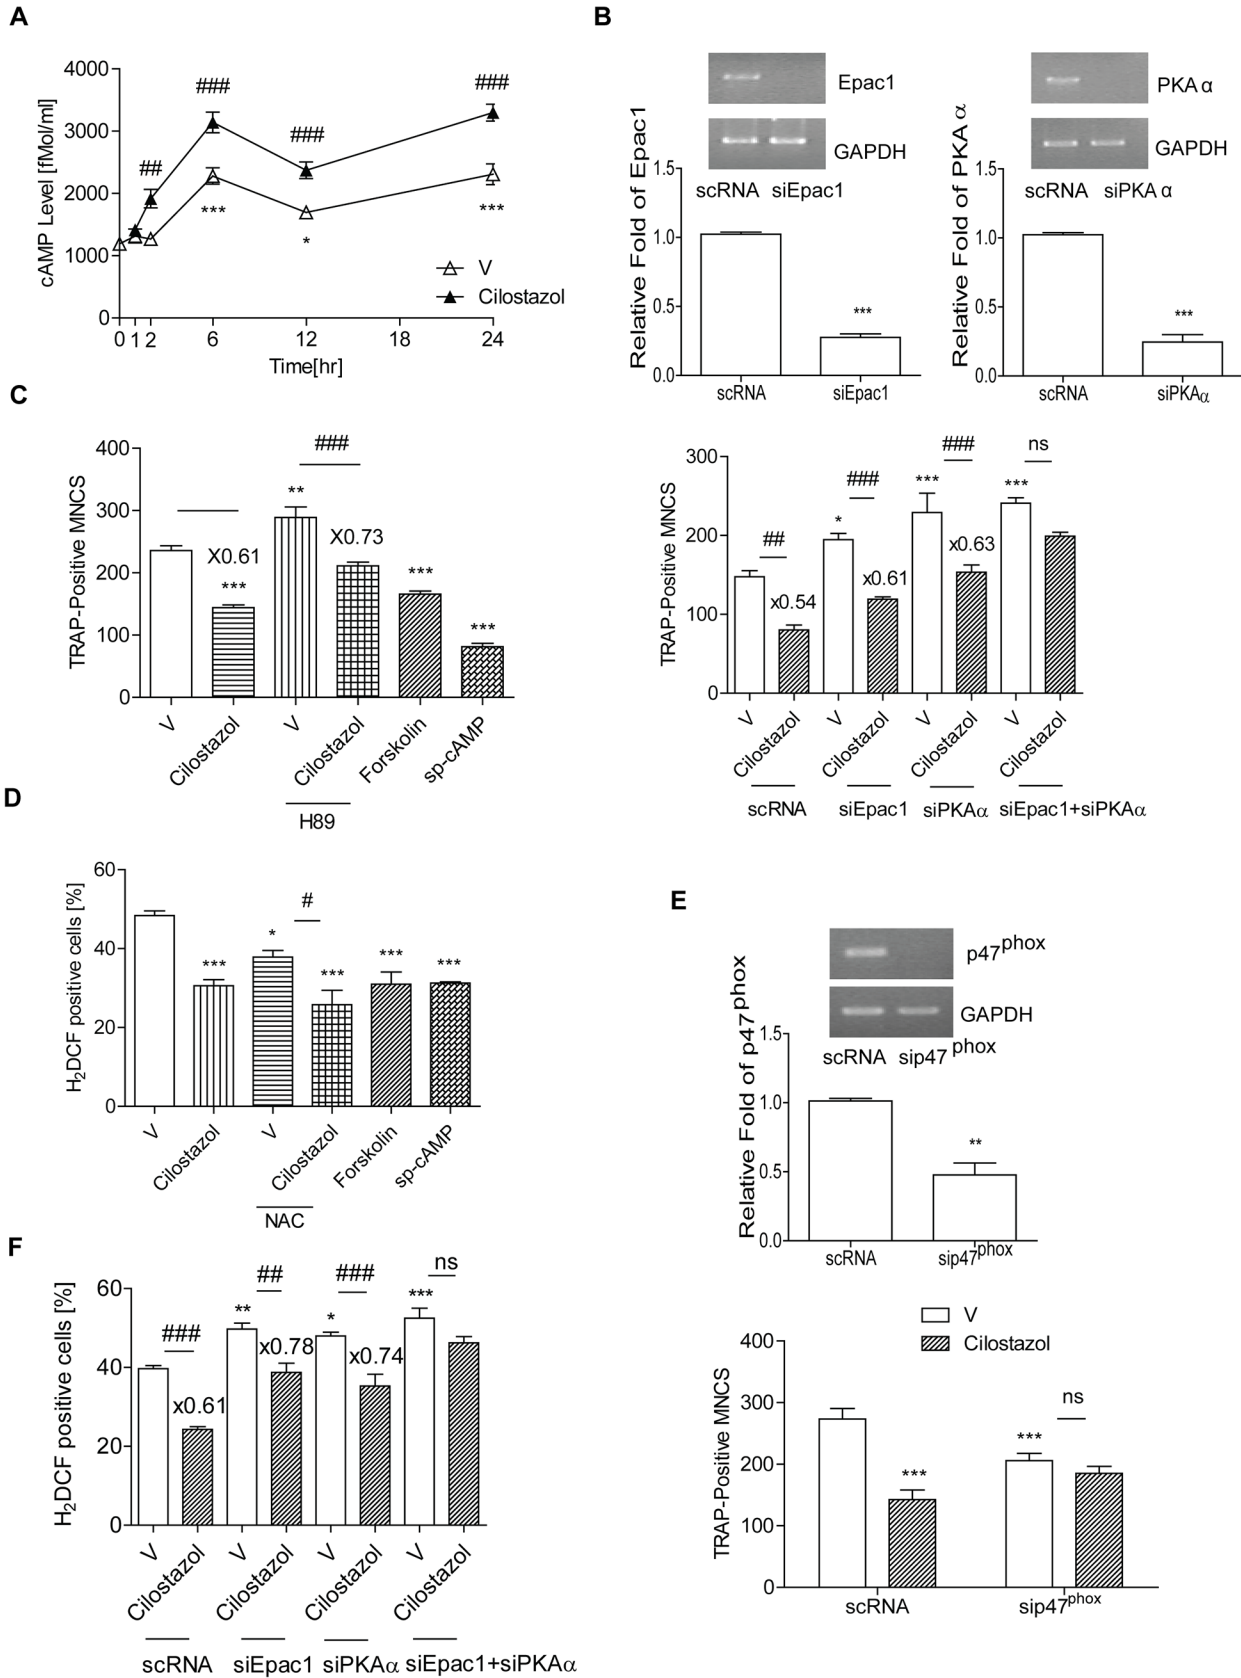 A
cAMP Level [fMol/ml]
4000
3000
2000
1000
0
##
###
###
###
***
*
***
V
Cilostazol
0 1 2 6 12 18 24
Time[hr]
B
Epac1
GAPDH
scRNA siEpac1
Relative Fold of Epac1
1.5
1.0
0.5
0.0
***
scRNA siEpac1
PKA α
GAPDH
scRNA siPKA α
Relative Fold of PKA α
1.5
1.0
0.5
0.0
***
scRNA siPKAα
C
TRAP-Positive MNCS
400
300
200
100
0
X0.61
***
**
###
X0.73
***
***
V Cilostazol V Cilostazol Forskolin sp-cAMP
H89
TRAP-Positive MNCS
300
200
100
0
##
x0.54
*
###
x0.61
***
###
x0.63
***
ns
V Cilostazol V Cilostazol V Cilostazol V Cilostazol
scRNA siEpac1 siPKAα siEpac1+siPKAα
D
H2DCF positive cells [%]
60
40
20
0
***
*
#
***
***
***
V Cilostazol V Cilostazol Forskolin sp-cAMP
NAC
E
p47phox
GAPDH
scRNA sip47phox
Relative Fold of p47phox
1.5
1.0
0.5
0.0
**
scRNA sip47phox
V
Cilostazol
TRAP-Positive MNCS
400
300
200
100
0
***
***
ns
scRNA sip47phox
F
H2DCF positive cells [%]
60
40
20
0
###
x0.61
**
##
x0.78
*
###
x0.74
***
ns
V Cilostazol V Cilostazol V Cilostazol V Cilostazol
scRNA siEpac1 siPKAα siEpac1+siPKAα